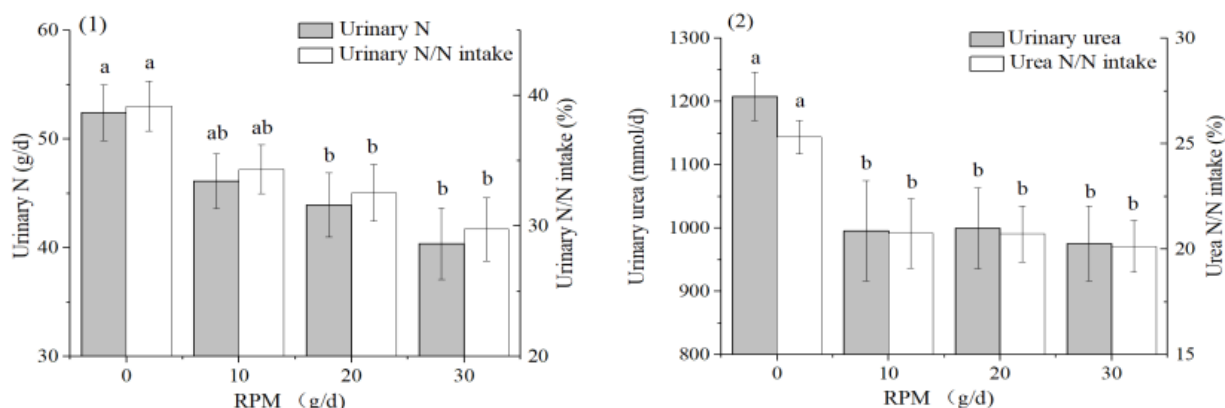 (1)
Urinary N
Urinary N/N intake
60
50
40
30
Urinary N (g/d)
a
a
ab
ab
b
b
b
b
40
30
20
Urinary N/N intake (%)
0
10
20
30
RPM (g/d)
(2)
Urinary urea
Urea N/N intake
1300
1200
1100
1000
900
800
Urinary urea (mmol/d)
a
a
b
b
b
b
b
b
30
25
20
15
Urea N/N intake (%)
0
10
20
30
RPM (g/d)